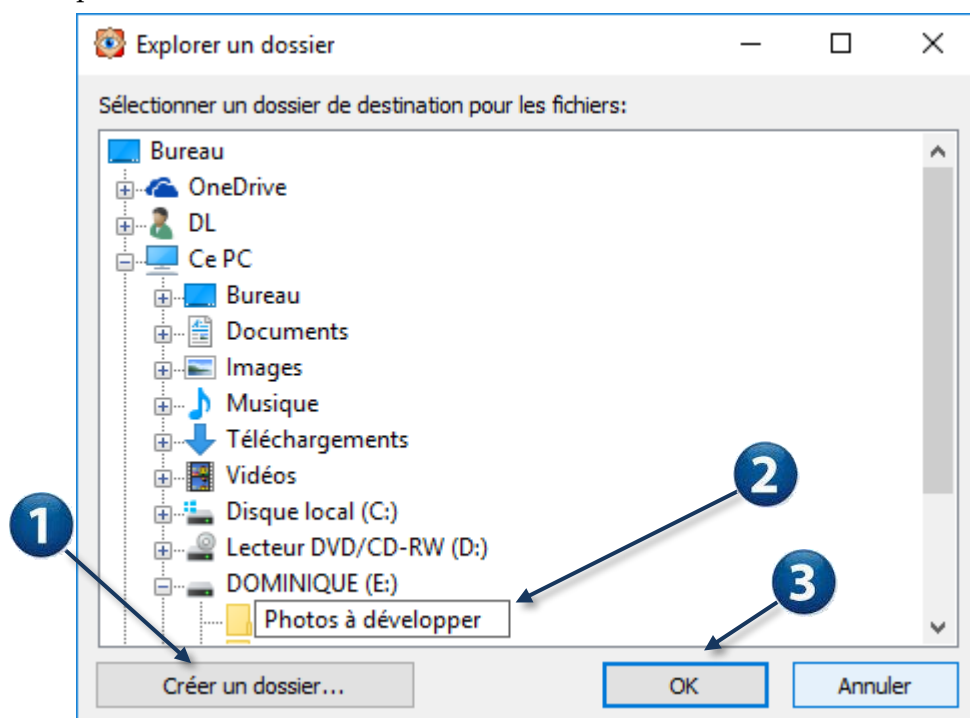 Explorer un dossier
Sélectionner un dossier de destination pour les fichiers:
Bureau
OneDrive
DL
Ce PC
Bureau
Documents
Images
Musique
Téléchargements
Vidéos
Disque local (C:)
Lecteur DVD/CD-RW (D:)
DOMINIQUE (E:)
Photos à développer
1
2
3
Créer un dossier...
OK
Annuler